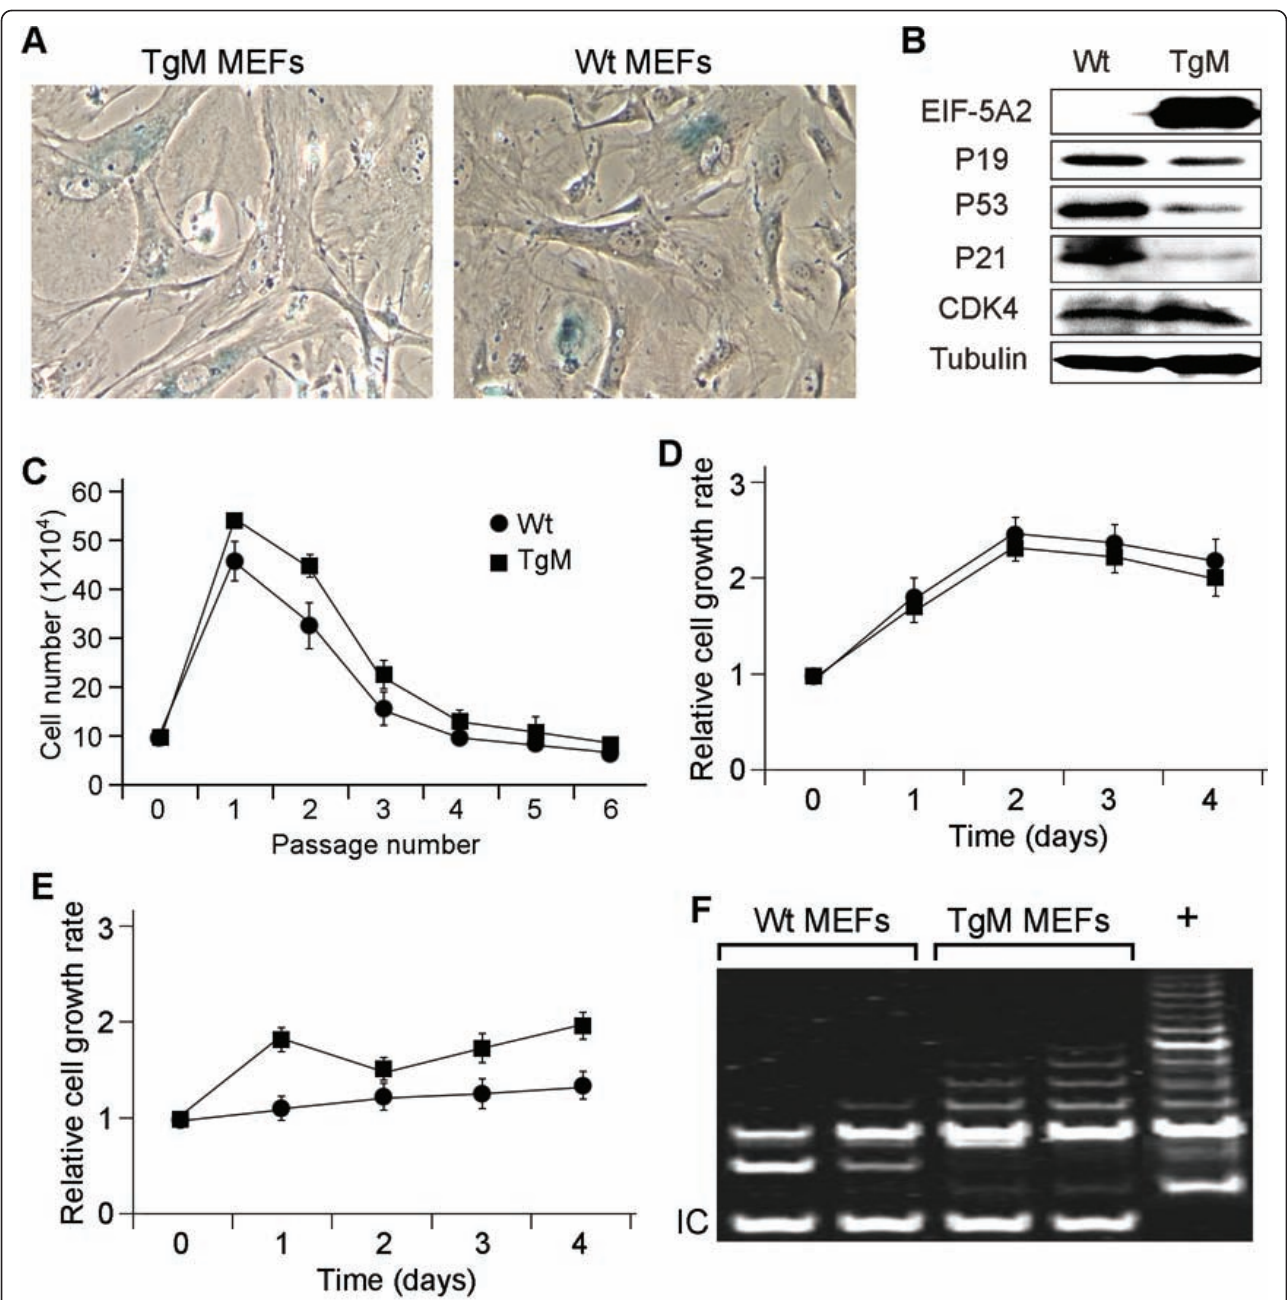 A
TgM MEFs
Wt MEFs
B
Wt TgM
EIF-5A2
P19
P53
P21
CDK4
Tubulin
C
Cell number (1X10⁴)
60
50
40
30
20
10
0
0 1 2 3 4 5 6
Passage number
Wt
TgM
D
Relative cell growth rate
3
2
1
0
0 1 2 3 4
Time (days)
E
Relative cell growth rate
3
2
1
0
0 1 2 3 4
Time (days)
F
Wt MEFs TgM MEFs +
IC